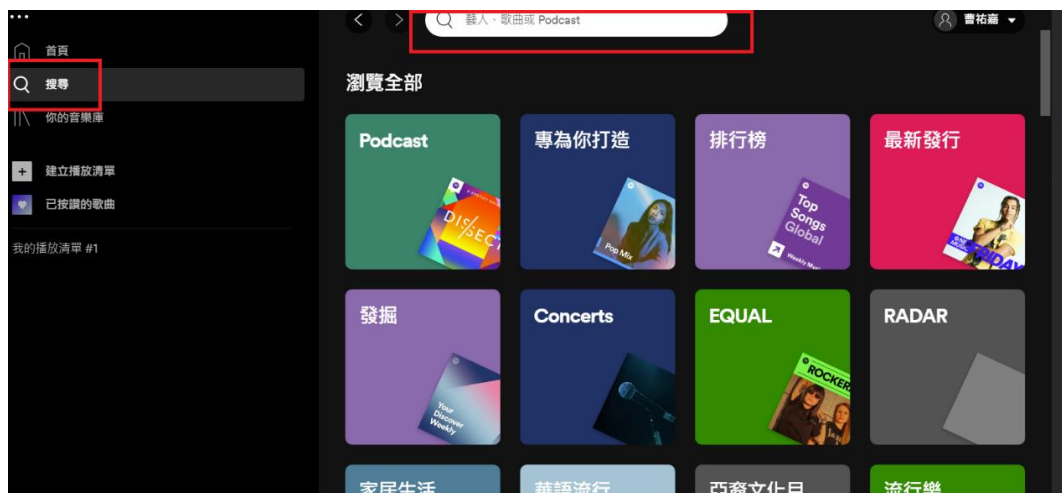 首頁
搜尋
你的音樂庫
建立播放清單
已按讚的歌曲
我的播放清單 #1
藝人、歌曲或 Podcast
曹祐嘉
瀏覽全部
Podcast
DISSECT
專為你打造
Pop Mix
排行榜
Top
Songs
Global
最新發行
FRIDAY
發掘
Your
Discover
Weekly
Concerts
EQUAL
ROCKER
RADAR
家居生活
華語流行
亞裔文化月
流行樂